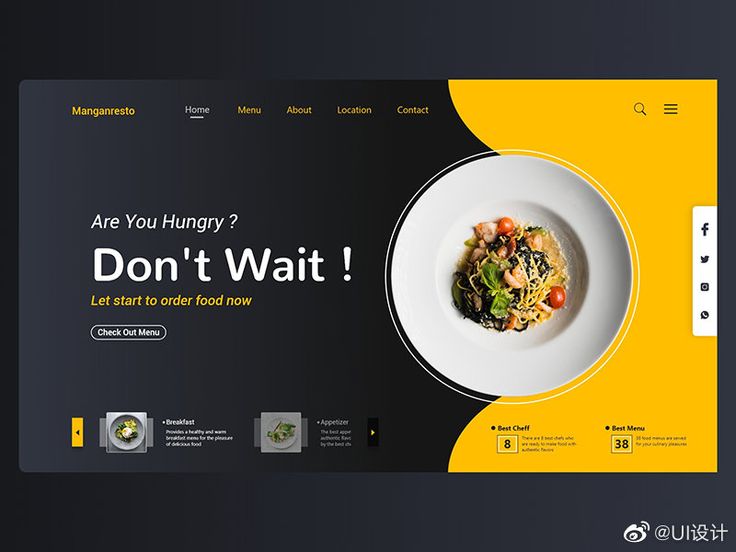 Manganresto
Home
Menu
About
Location
Contact
Are You Hungry ?
Don't Wait !
Let start to order food now
Check Out Menu
Breakfast
Provides a healthy and warm
breakfast menu for the pleasure
of delicious food
Appetizer
The best appe
authentic flavo
by the best ch
Best Cheff
8
There are 8 best chefs who
are ready to make food with
authentic flavors
Best Menu
38
38 food menus are served
for your culinary pleasures
@UI设计